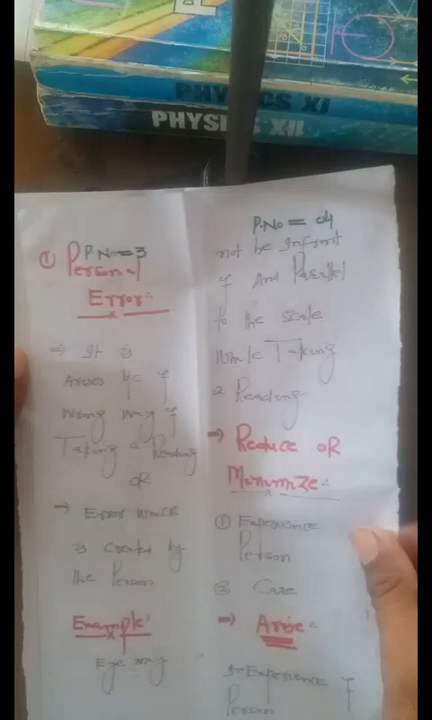 PHYSICS XI
PHYSICS XII
P.No = 3
① Personal
Error:
⇒ It is
Arises b/c of
wrong way of
Taking a Reading
OR
→ Error which
is created by
the Person
Example:
Eye may
P.No = 04
not be Infront
of And Parallel
to the scale
While Taking
a Reading
⇒ Reduce OR
Minimize:
① Experience
Person
② Care
⇒ Arise:
InExperience of
Person